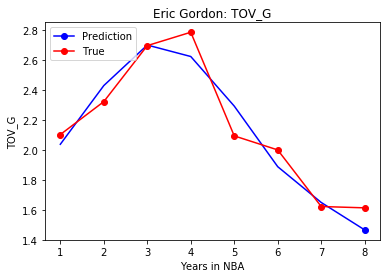 Eric Gordon: TOV_G
Prediction
True
TOV_G
2.8
2.6
2.4
2.2
2.0
1.8
1.6
1.4
1 2 3 4 5 6 7 8
Years in NBA